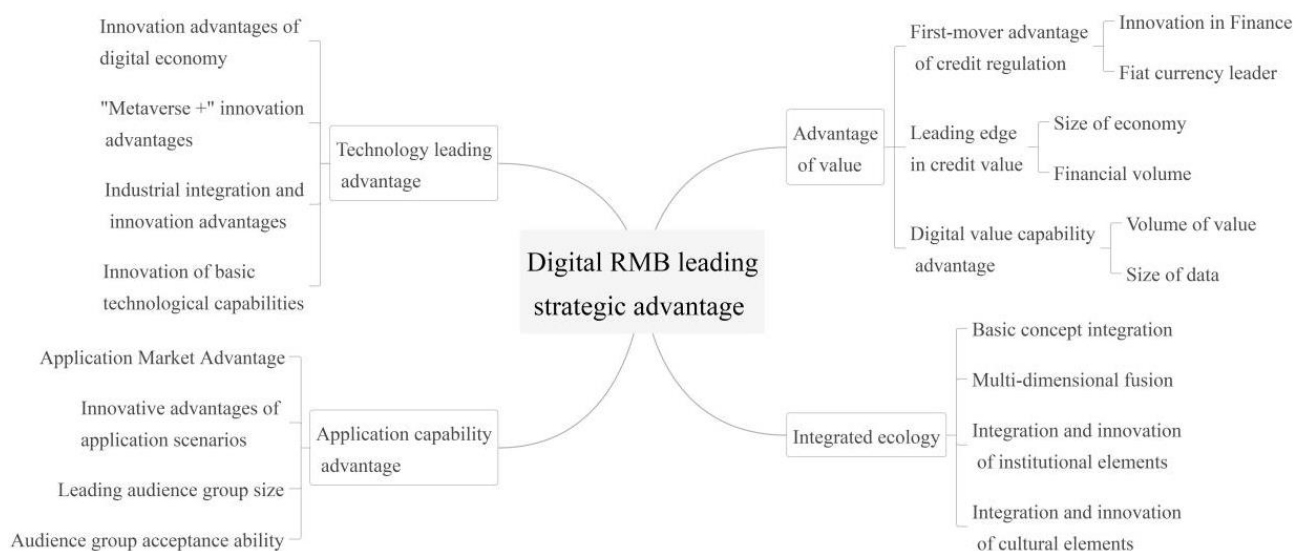 Digital RMB leading
strategic advantage
Technology leading
advantage
Innovation advantages of
digital economy
"Metaverse +" innovation
advantages
Industrial integration and
innovation advantages
Innovation of basic
technological capabilities
Application capability
advantage
Application Market Advantage
Innovative advantages of
application scenarios
Leading audience group size
Audience group acceptance ability
Advantage
of value
First-mover advantage
of credit regulation
Innovation in Finance
Fiat currency leader
Leading edge
in credit value
Size of economy
Financial volume
Digital value capability
advantage
Volume of value
Size of data
Integrated ecology
Basic concept integration
Multi-dimensional fusion
Integration and innovation
of institutional elements
Integration and innovation
of cultural elements